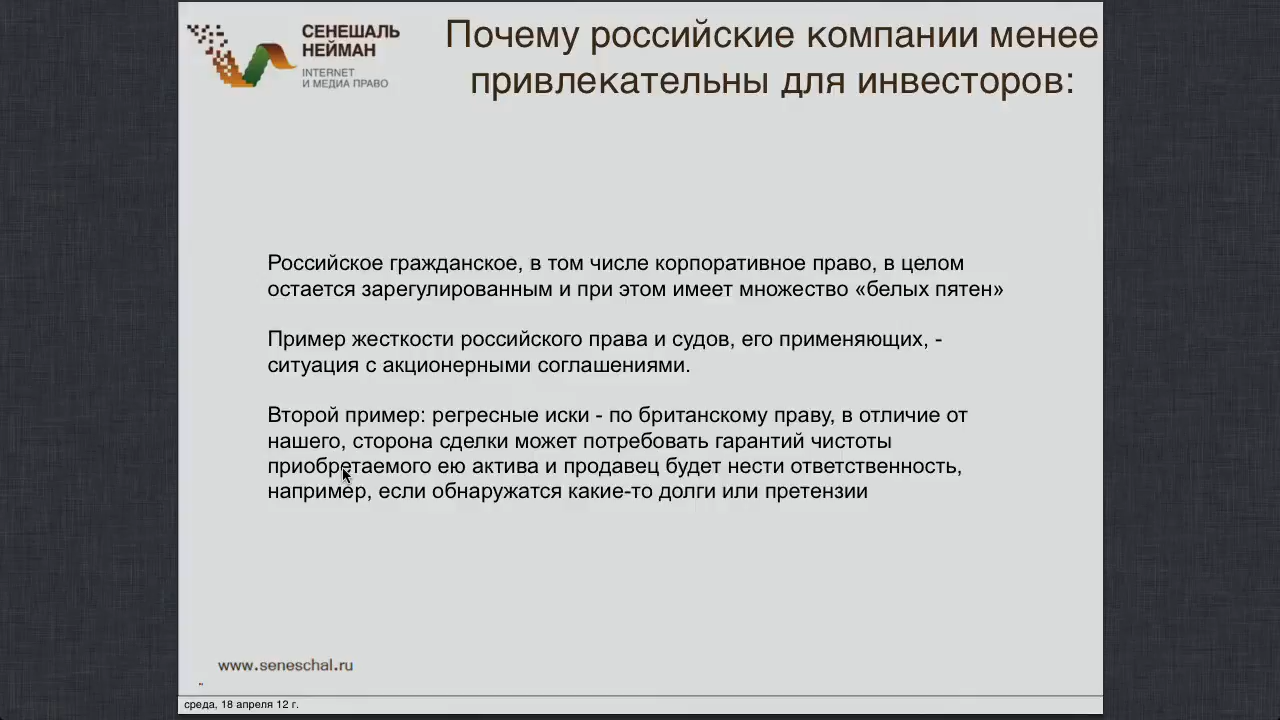 СЕНЕШАЛЬ
НЕЙМАН
INTERNET
И МЕДИА ПРАВО
Почему российские компании менее
привлекательны для инвесторов:
Российское гражданское, в том числе корпоративное право, в целом
остается зарегулированным и при этом имеет множество «белых пятен»
Пример жесткости российского права и судов, его применяющих, -
ситуация с акционерными соглашениями.
Второй пример: регресные иски - по британскому праву, в отличие от
нашего, сторона сделки может потребовать гарантий чистоты
приобретаемого ею актива и продавец будет нести ответственность,
например, если обнаружатся какие-то долги или претензии
www.seneschal.ru
среда, 18 апреля 12 г.